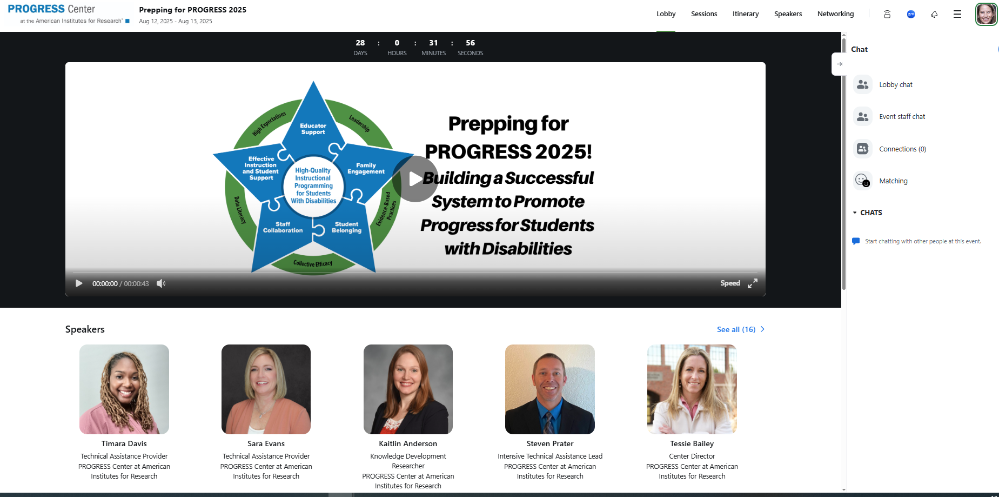 PROGRESS Center
at the American Institutes for Research®
Prepping for PROGRESS 2025
Aug 12, 2025 - Aug 13, 2025
Lobby
Sessions
Itinerary
Speakers
Networking
zm
28 : 0 : 31 : 56
DAYS HOURS MINUTES SECONDS
High Expectations
Leadership
Educator
Support
Effective
Instruction
and Student
Support
Family
Engagement
High-Quality
Instructional
Programming
for Students
With Disabilities
Data Literacy
Evidence-Based
Practices
Staff
Collaboration
Student
Belonging
Collective Efficacy
Prepping for
PROGRESS 2025!
Building a Successful
System to Promote
Progress for Students
with Disabilities
00:00:00 / 00:00:43
Speed
Chat
Lobby chat
Event staff chat
Connections (0)
Matching
CHATS
Start chatting with other people at this event.
Speakers
See all (16)
Timara Davis
Technical Assistance Provider
PROGRESS Center at American
Institutes for Research
Sara Evans
Technical Assistance Provider
PROGRESS Center at American
Institutes for Research
Kaitlin Anderson
Knowledge Development
Researcher
PROGRESS Center at American
Institutes for Research
Steven Prater
Intensive Technical Assistance Lead
PROGRESS Center at American
Institutes for Research
Tessie Bailey
Center Director
PROGRESS Center at American
Institutes for Research